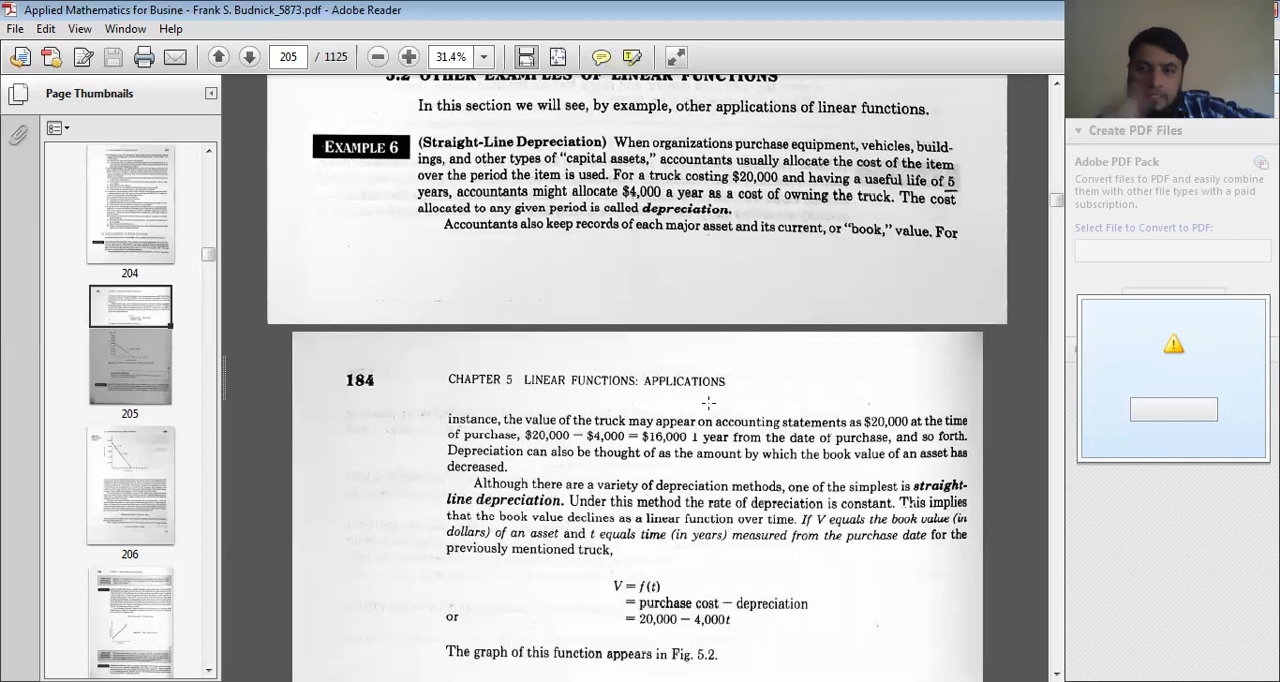 Applied Mathematics for Busine - Frank S. Budnick_5873.pdf - Adobe Reader
File Edit View Window Help
205 / 1125 31.4%
Page Thumbnails
204
205
206
5.2 OTHER EXAMPLES OF LINEAR FUNCTIONS
In this section we will see, by example, other applications of linear functions.
EXAMPLE 6
(Straight-Line Depreciation) When organizations purchase equipment, vehicles, build-
ings, and other types of "capital assets," accountants usually allocate the cost of the item
over the period the item is used. For a truck costing $20,000 and having a useful life of 5
years, accountants might allocate $4,000 a year as a cost of owning the truck. The cost
allocated to any given period is called depreciation.
Accountants also keep records of each major asset and its current, or "book," value. For
184 CHAPTER 5 LINEAR FUNCTIONS: APPLICATIONS
instance, the value of the truck may appear on accounting statements as $20,000 at the time
of purchase, $20,000 − $4,000 = $16,000 1 year from the date of purchase, and so forth.
Depreciation can also be thought of as the amount by which the book value of an asset has
decreased.
Although there are a variety of depreciation methods, one of the simplest is straight-
line depreciation. Under this method the rate of depreciation is constant. This implies
that the book value declines as a linear function over time. If V equals the book value (in
dollars) of an asset and t equals time (in years) measured from the purchase date for the
previously mentioned truck,
V = f(t)
= purchase cost − depreciation
or = 20,000 − 4,000t
The graph of this function appears in Fig. 5.2.
Create PDF Files
Adobe PDF Pack
Convert files to PDF and easily combine
them with other file types with a paid
subscription.
Select File to Convert to PDF: